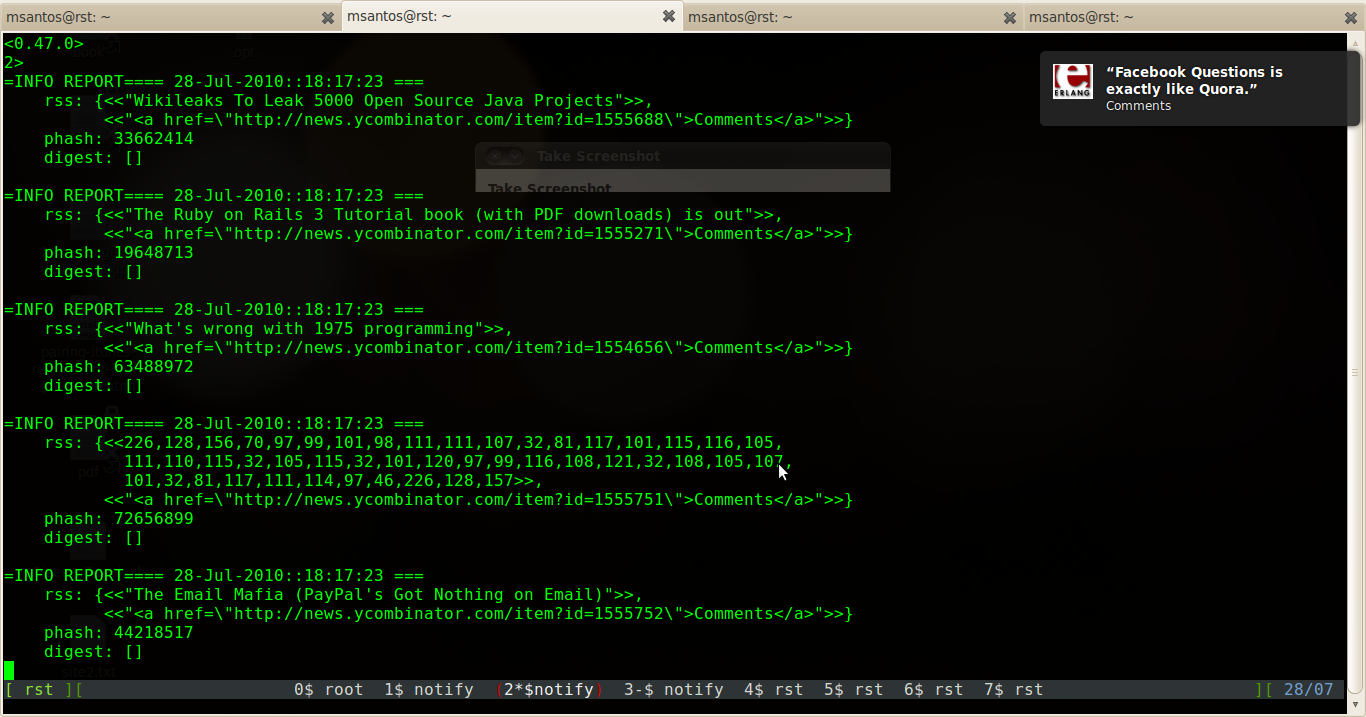 msantos@rst: ~ msantos@rst: ~ msantos@rst: ~ msantos@rst: ~
<0.47.0>
2>
=INFO REPORT==== 28-Jul-2010::18:17:23 ===
rss: {<<"Wikileaks To Leak 5000 Open Source Java Projects">>,
<<"<a href=\"http://news.ycombinator.com/item?id=1555688\">Comments</a>">>}
phash: 33662414
digest: []
=INFO REPORT==== 28-Jul-2010::18:17:23 ===
rss: {<<"The Ruby on Rails 3 Tutorial book (with PDF downloads) is out">>,
<<"<a href=\"http://news.ycombinator.com/item?id=1555271\">Comments</a>">>}
phash: 19648713
digest: []
=INFO REPORT==== 28-Jul-2010::18:17:23 ===
rss: {<<"What's wrong with 1975 programming">>,
<<"<a href=\"http://news.ycombinator.com/item?id=1554656\">Comments</a>">>}
phash: 63488972
digest: []
=INFO REPORT==== 28-Jul-2010::18:17:23 ===
rss: {<<226,128,156,70,97,99,101,98,111,111,107,32,81,117,101,115,116,105,
111,110,115,32,105,115,32,101,120,97,99,116,108,121,32,108,105,107,
101,32,81,117,111,114,97,46,226,128,157>>,
<<"<a href=\"http://news.ycombinator.com/item?id=1555751\">Comments</a>">>}
phash: 72656899
digest: []
=INFO REPORT==== 28-Jul-2010::18:17:23 ===
rss: {<<"The Email Mafia (PayPal's Got Nothing on Email)">>,
<<"<a href=\"http://news.ycombinator.com/item?id=1555752\">Comments</a>">>}
phash: 44218517
digest: []
[ rst ][ 0$ root 1$ notify (2*$notify) 3-$ notify 4$ rst 5$ rst 6$ rst 7$ rst ][ 28/07
ERLANG
“Facebook Questions is
exactly like Quora.”
Comments
Take Screenshot
Take Screenshot
pdf
site2.txt